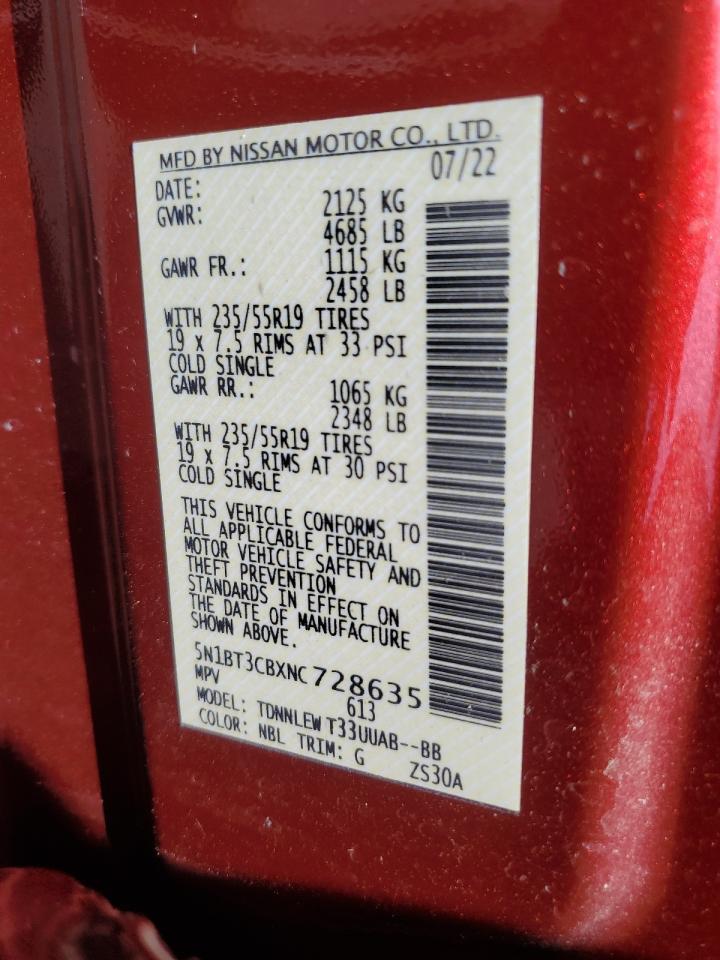 MFD BY NISSAN MOTOR CO., LTD.
DATE: 07/22
GVWR: 2125 KG
4685 LB
GAWR FR.: 1115 KG
2458 LB
WITH 235/55R19 TIRES
19 x 7.5 RIMS AT 33 PSI
COLD SINGLE
GAWR RR.: 1065 KG
2348 LB
WITH 235/55R19 TIRES
19 x 7.5 RIMS AT 30 PSI
COLD SINGLE
THIS VEHICLE CONFORMS TO
ALL APPLICABLE FEDERAL
MOTOR VEHICLE SAFETY AND
THEFT PREVENTION
STANDARDS IN EFFECT ON
THE DATE OF MANUFACTURE
SHOWN ABOVE.
5N1BT3CBXNC728635
MPV 613
MODEL: TDNNLEW T33UUAB--BB
COLOR: NBL TRIM: G ZS30A